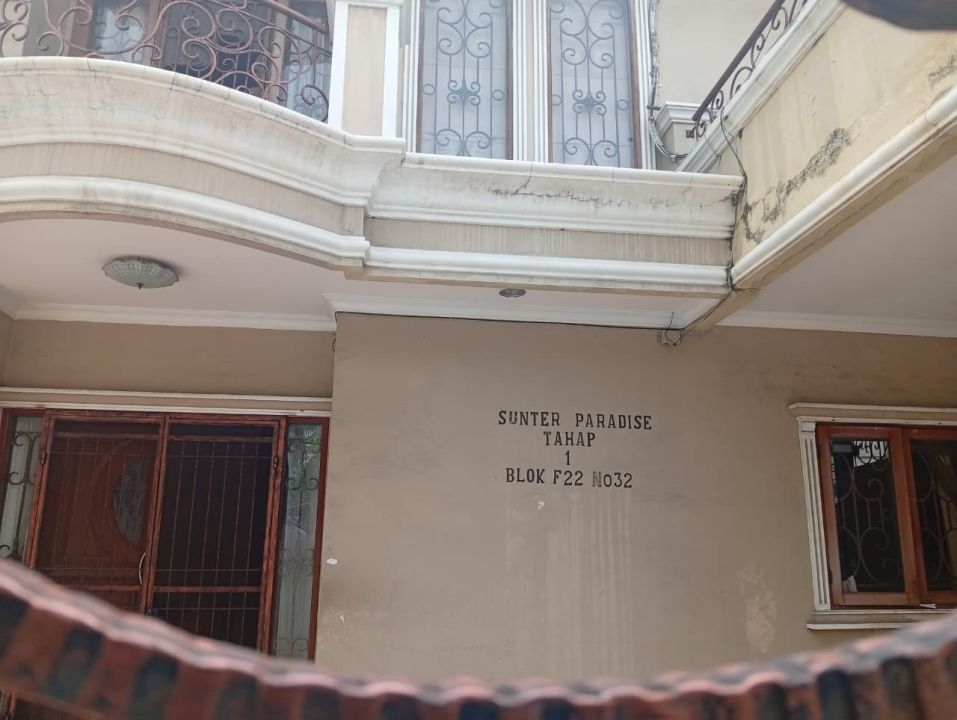 SUNTER PARADISE
TAHAP
1
BLOK F22 No32